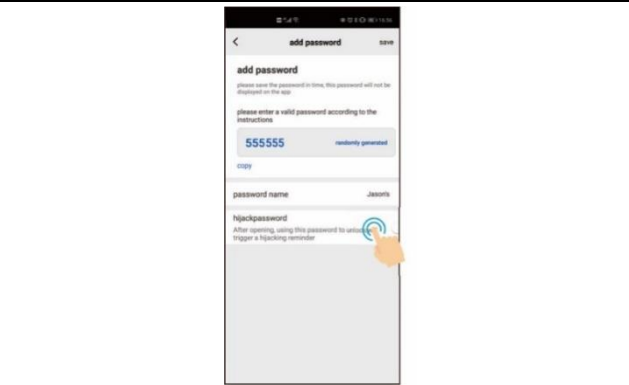 add password
save
add password
please save the password in time, this password will not be
displayed on the app
please enter a valid password according to the
instructions
555555
randomly generated
copy
password name
Jason's
hijackpassword
After opening, using this password to
trigger a hijacking reminder